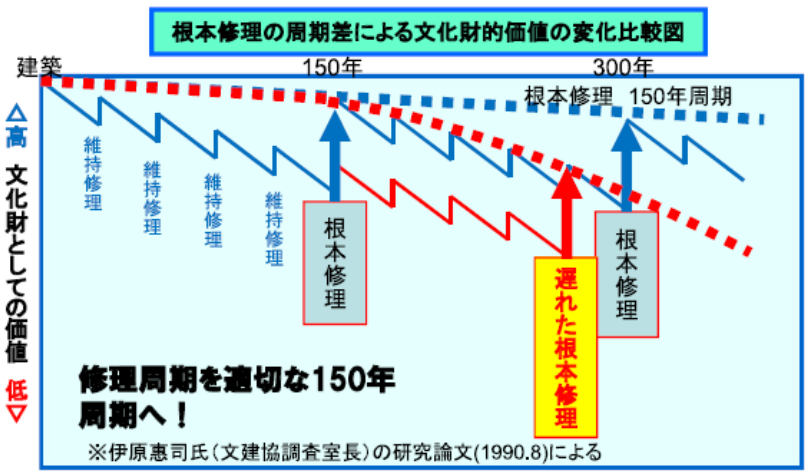 根本修理の周期差による文化財的価値の変化比較図
建築
150年
300年
根本修理 150年周期
△高 文化財としての価値 低▽
維持修理
維持修理
維持修理
維持修理
根本修理
遅れた根本修理
根本修理
修理周期を適切な150年
周期へ！
※伊原惠司氏（文建協調査室長）の研究論文(1990.8)による